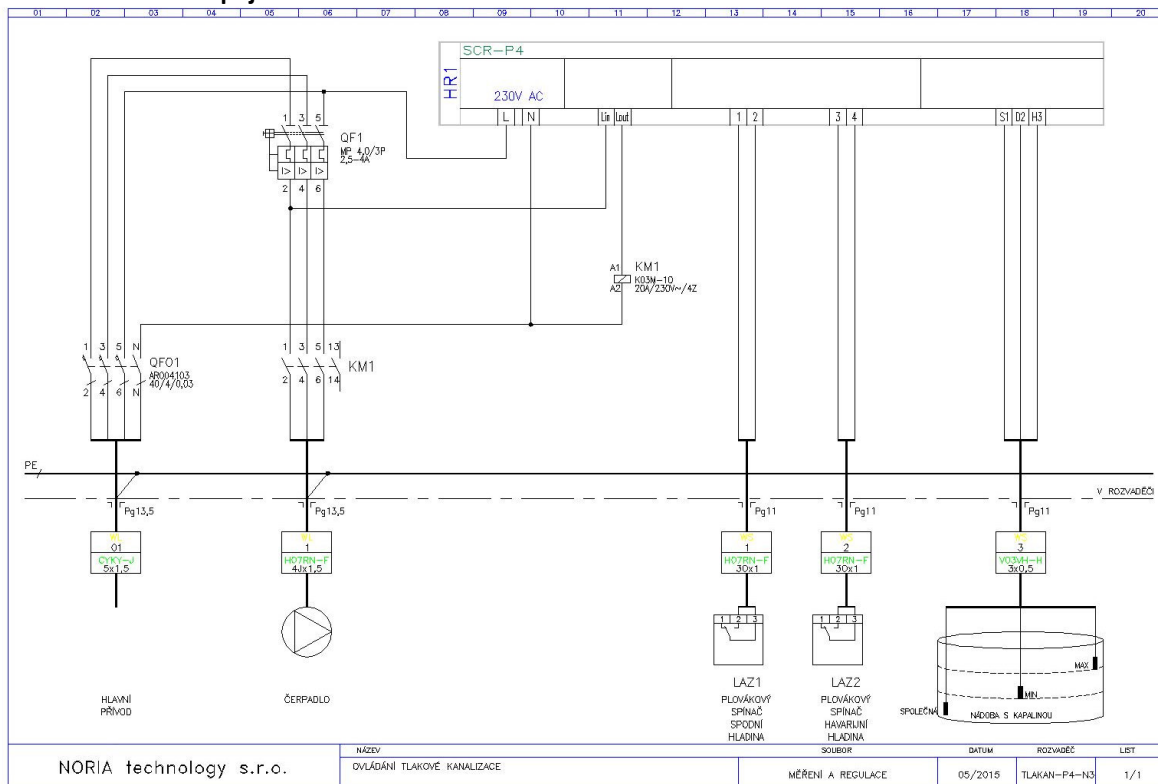 01 02 03 04 05 06 07 08 09 10 11 12 13 14 15 16 17 18 19 20
SCR-P4
HR1
230V AC
L N Lin Lout 1 2 3 4 S1 D2 H3
1 3 5
QF1
MP 4,0/3P
2,5-4A
I> I> I>
2 4 6
A1 KM1
K03M-10
A2 20A/230V~/4Z
1 3 5 N
QFO1
AR004103
40/4/0,03
2 4 6 N
1 3 5 13
KM1
2 4 6 14
PE
V ROZVADĚČI
Pg13,5 Pg13,5 Pg11 Pg11 Pg11
WL
01
CYKY-J
5x1,5
WL
1
H07RN-F
4Jx1,5
WS
1
H07RN-F
3Ox1
WS
2
H07RN-F
3Ox1
WS
3
V03VH-H
3x0,5
1 2 3
1 2 3
HLAVNÍ
PŘÍVOD
ČERPADLO
LAZ1
PLOVÁKOVÝ
SPÍNAČ
SPODNÍ
HLADINA
LAZ2
PLOVÁKOVÝ
SPÍNAČ
HAVARIJNÍ
HLADINA
MAX
MIN
SPOLEČNÁ
NÁDOBA S KAPALINOU
NORIA technology s.r.o.
NÁZEV
OVLÁDÁNÍ TLAKOVÉ KANALIZACE
SOUBOR
MĚŘENÍ A REGULACE
DATUM
05/2015
ROZVADĚČ
TLAKAN-P4-N3
LIST
1/1